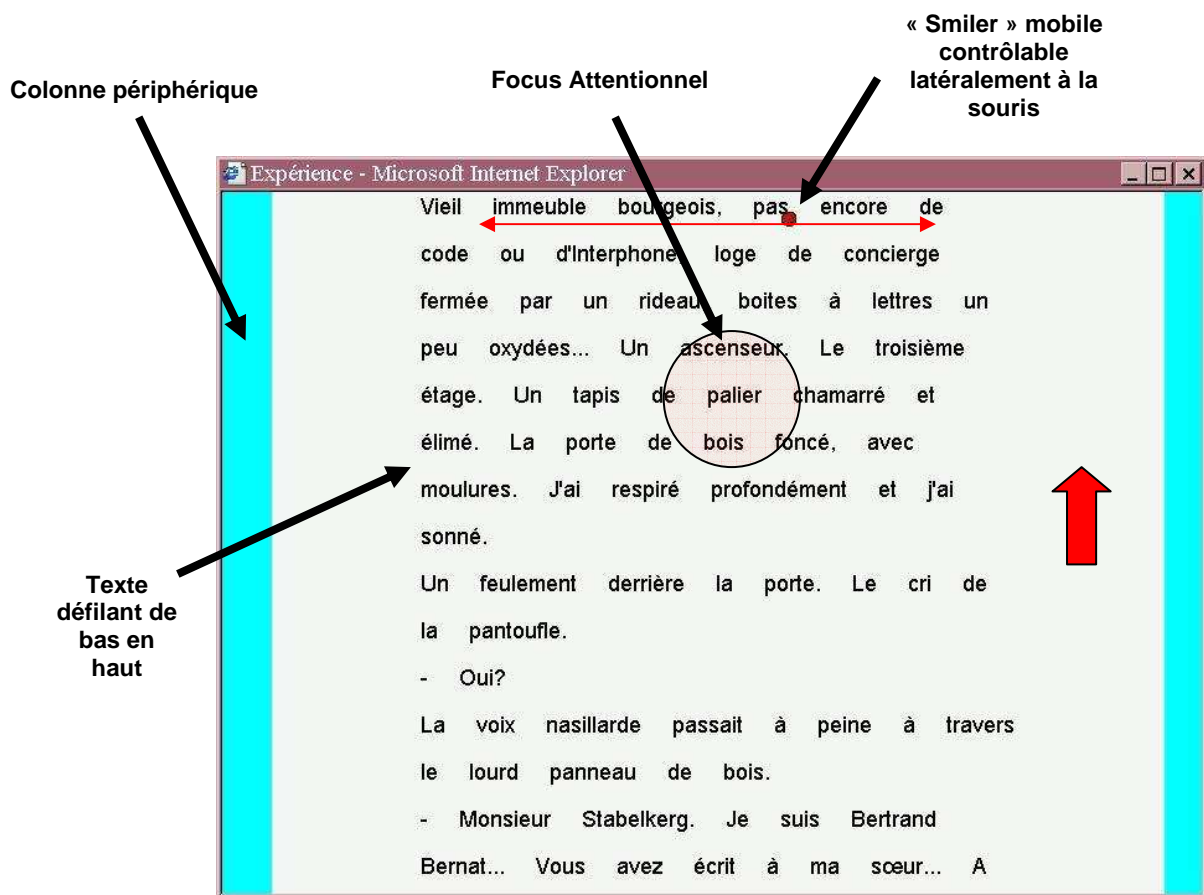 « Smiler » mobile
contrôlable
latéralement à la
souris
Focus Attentionnel
Colonne périphérique
Expérience - Microsoft Internet Explorer
Vieil immeuble bourgeois, pas encore de
code ou d'Interphone, loge de concierge
fermée par un rideau boites à lettres un
peu oxydées... Un ascenseur. Le troisième
étage. Un tapis de palier chamarré et
élimé. La porte de bois foncé, avec
moulures. J'ai respiré profondément et j'ai
sonné.
Un feulement derrière la porte. Le cri de
la pantoufle.
- Oui?
La voix nasillarde passait à peine à travers
le lourd panneau de bois.
- Monsieur Stabelkerg. Je suis Bertrand
Bernat... Vous avez écrit à ma sœur... A
Texte
défilant de
bas en
haut